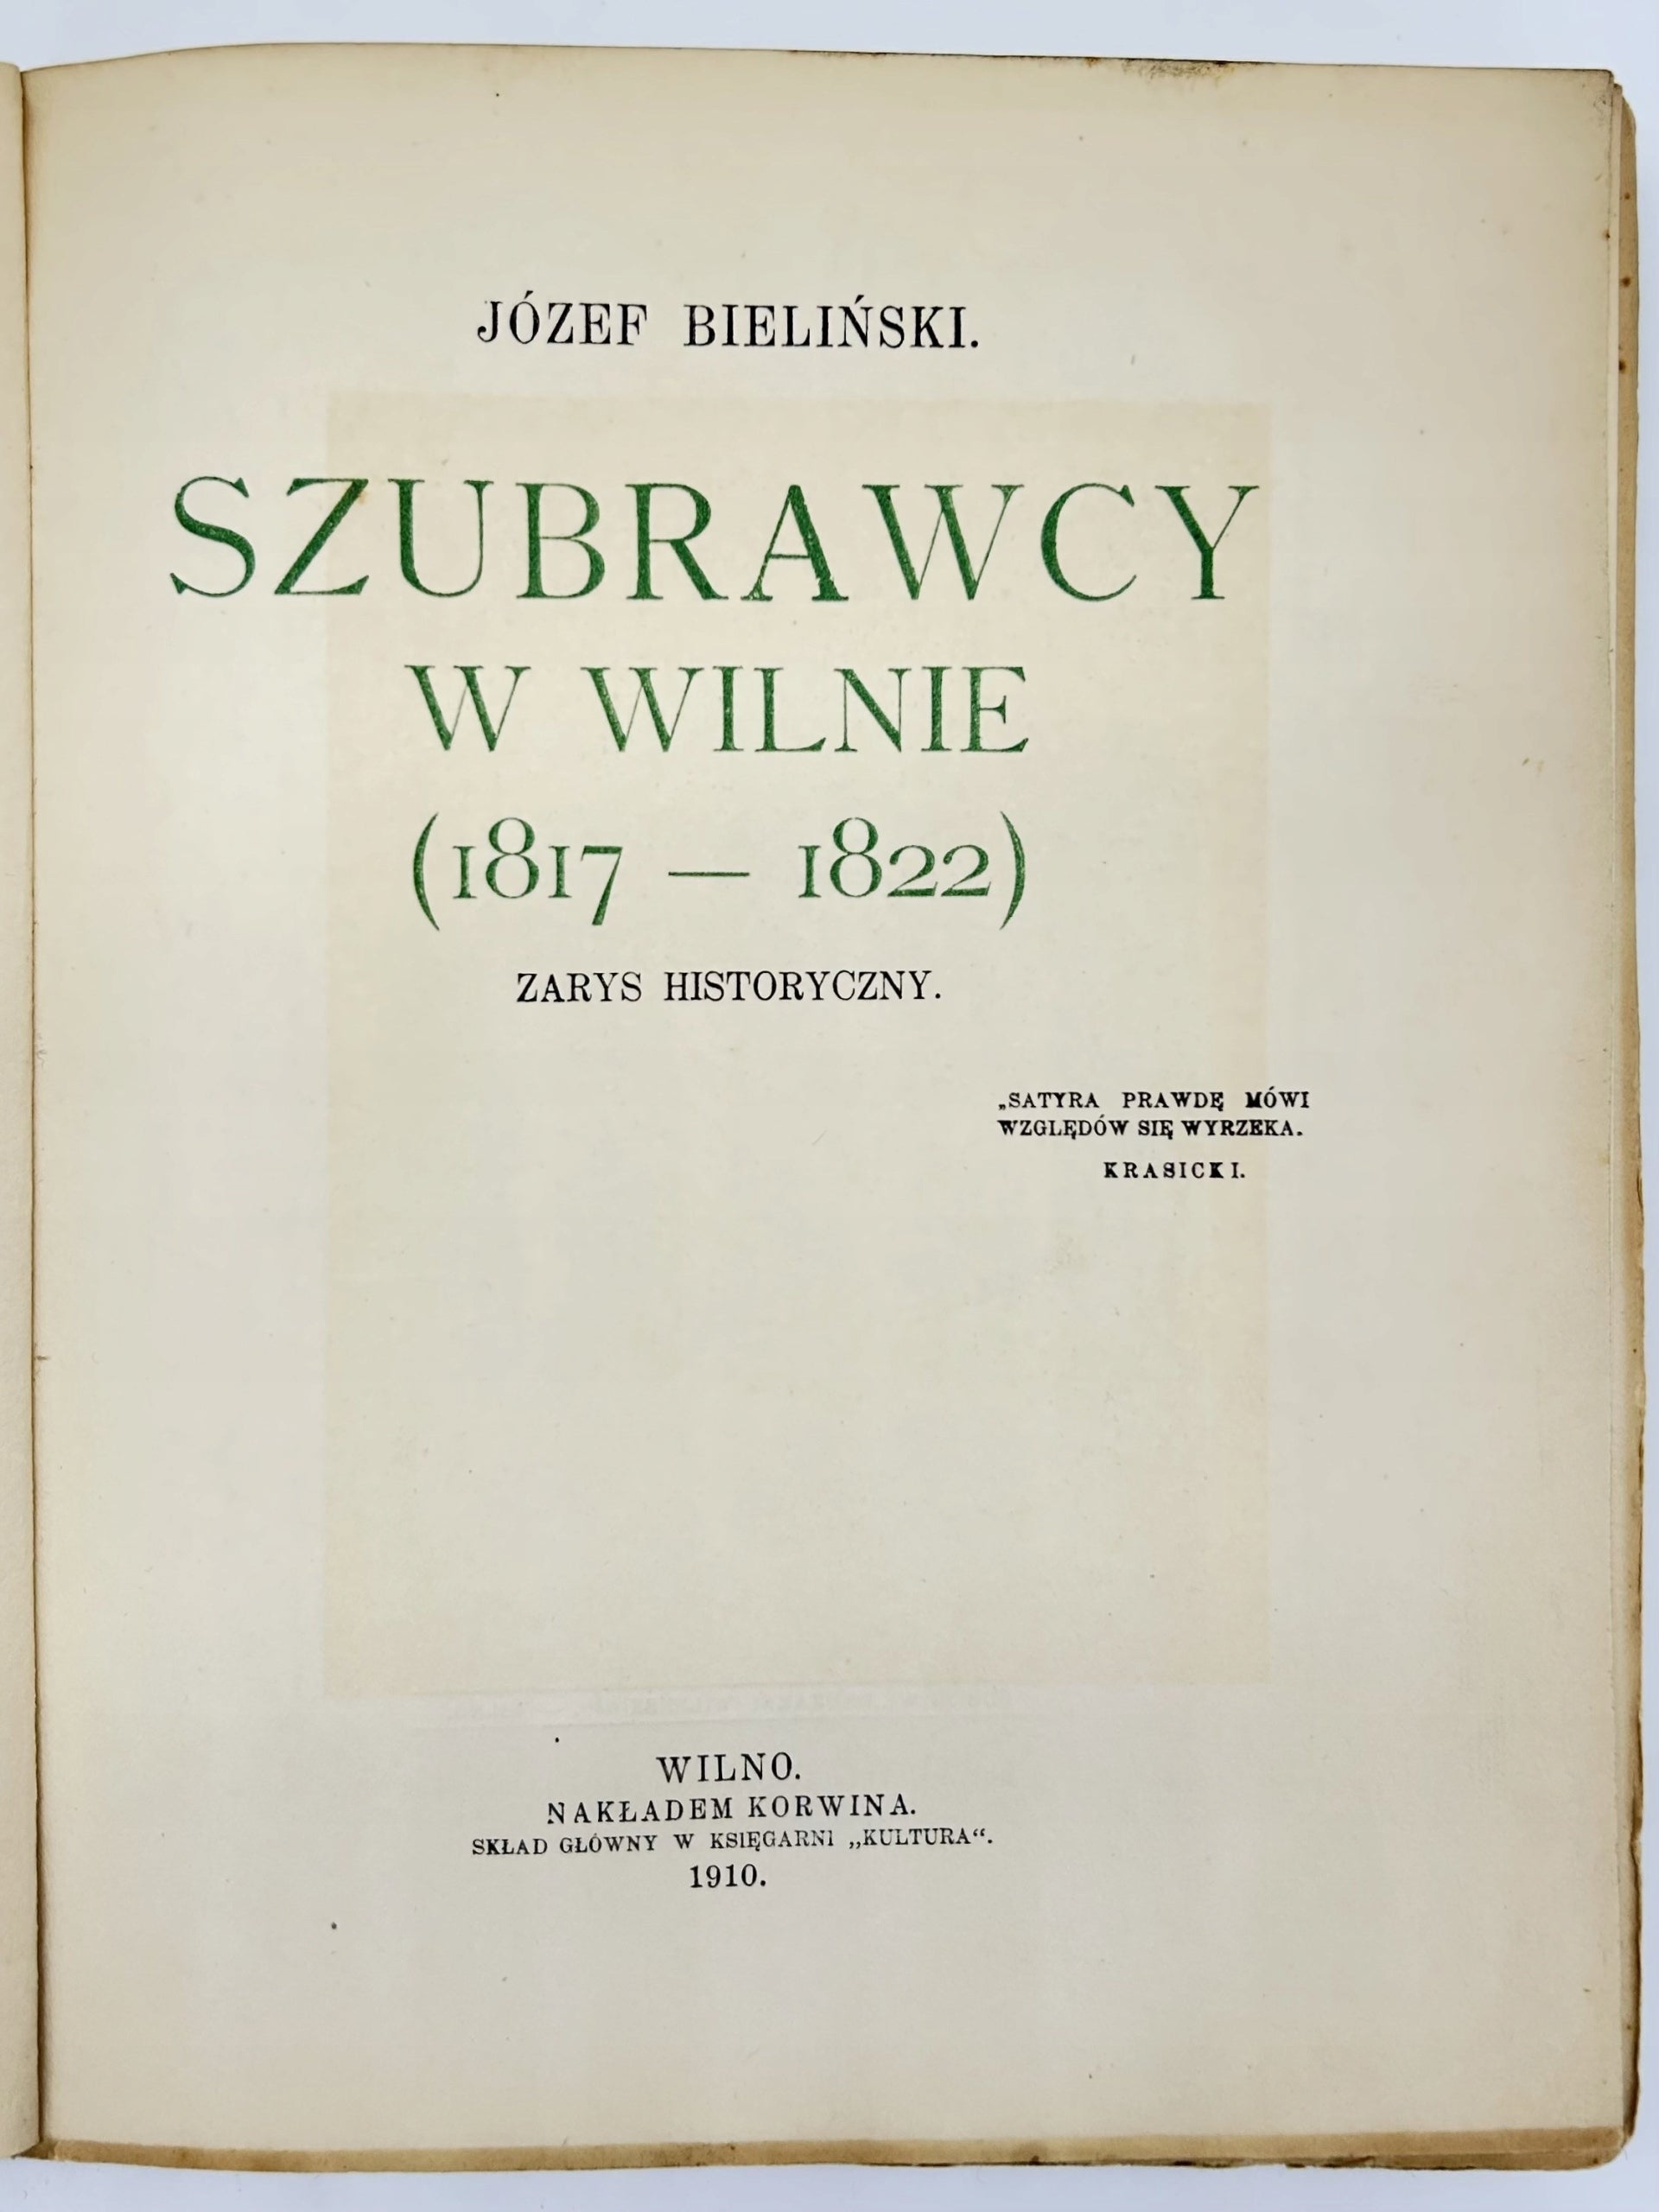 JÓZEF BIELIŃSKI.
SZUBRAWCY
W WILNIE
(1817 — 1822)
ZARYS HISTORYCZNY.
„SATYRA PRAWDĘ MÓWI
WZGLĘDÓW SIĘ WYRZEKA.
KRASICKI.
WILNO.
NAKŁADEM KORWINA.
SKŁAD GŁÓWNY W KSIĘGARNI „KULTURA“.
1910.